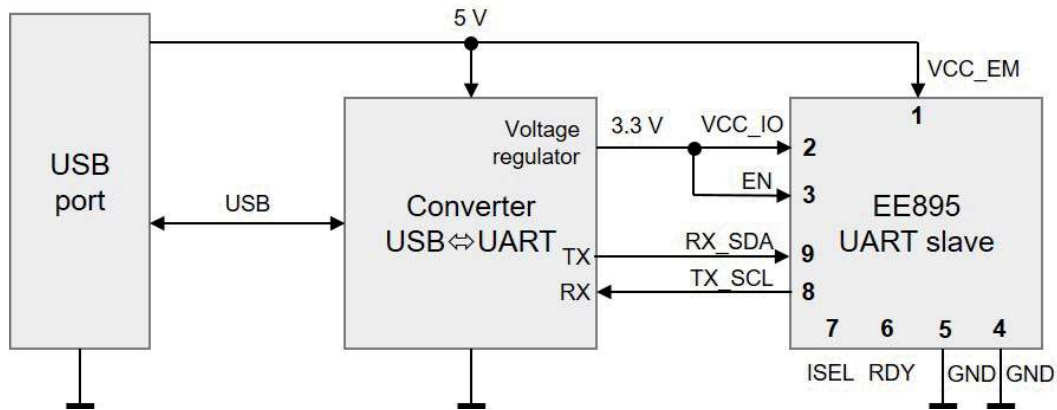 5 V
VCC_EM
1
USB
port
USB
Voltage
regulator
Converter
USB⇔UART
TX
RX
3.3 V
VCC_IO
EN
RX_SDA
TX_SCL
2
3
9
8
EE895
UART slave
7 6 5 4
ISEL RDY GND GND